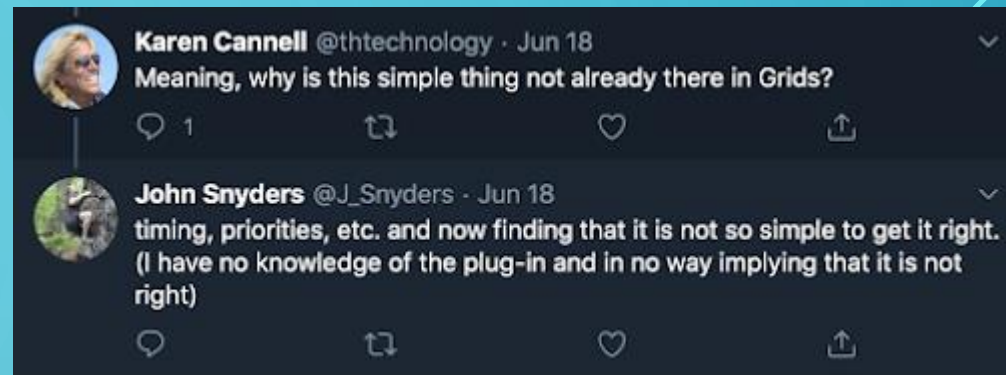 Karen Cannell @thtechnology · Jun 18
Meaning, why is this simple thing not already there in Grids?
1
John Snyders @J_Snyders · Jun 18
timing, priorities, etc. and now finding that it is not so simple to get it right.
(I have no knowledge of the plug-in and in no way implying that it is not
right)